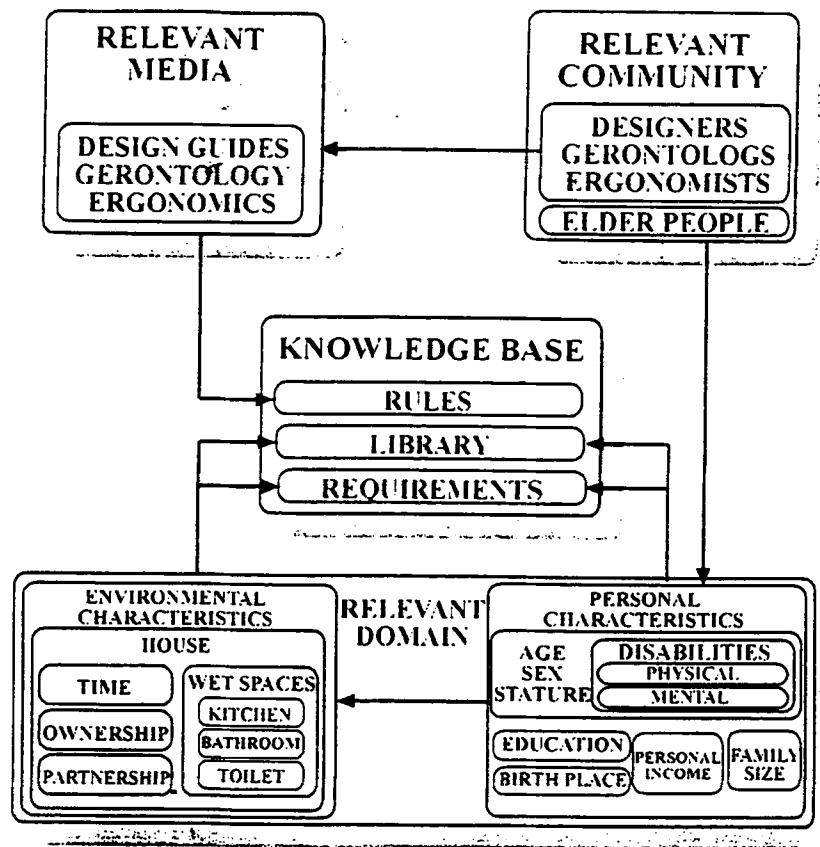 RELEVANT
MEDIA
DESIGN GUIDES
GERONTOLOGY
ERGONOMICS
RELEVANT
COMMUNITY
DESIGNERS
GERONTOLOGS
ERGONOMISTS
ELDER PEOPLE
KNOWLEDGE BASE
RULES
LIBRARY
REQUIREMENTS
RELEVANT
DOMAIN
ENVIRONMENTAL
CHARACTERISTICS
HOUSE
TIME
OWNERSHIP
PARTNERSHIP
WET SPACES
KITCHEN
BATHROOM
TOILET
PERSONAL
CHARACTERISTICS
AGE
SEX
STATURE
DISABILITIES
PHYSICAL
MENTAL
EDUCATION
BIRTH PLACE
PERSONAL
INCOME
FAMILY
SIZE